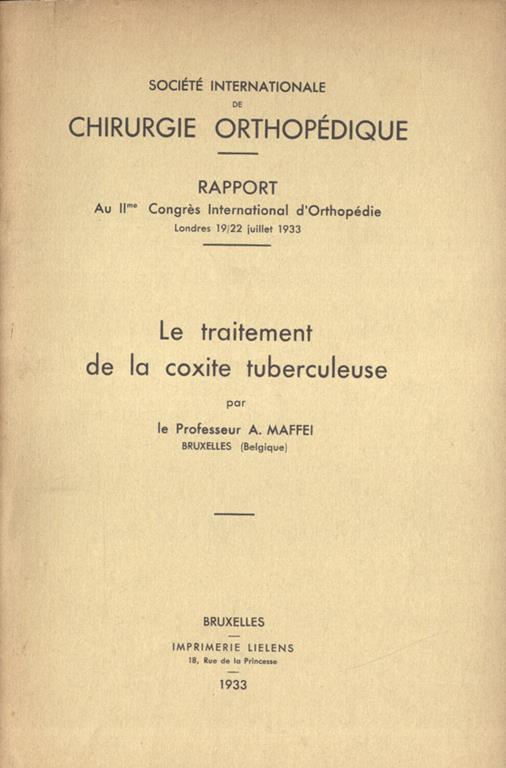 SOCIÉTÉ INTERNATIONALE
DE
CHIRURGIE ORTHOPÉDIQUE
RAPPORT
Au IIme Congrès International d'Orthopédie
Londres 19/22 juillet 1933
Le traitement
de la coxite tuberculeuse
par
le Professeur A. MAFFEI
BRUXELLES (Belgique)
BRUXELLES
IMPRIMERIE LIELENS
18, Rue de la Princesse
1933